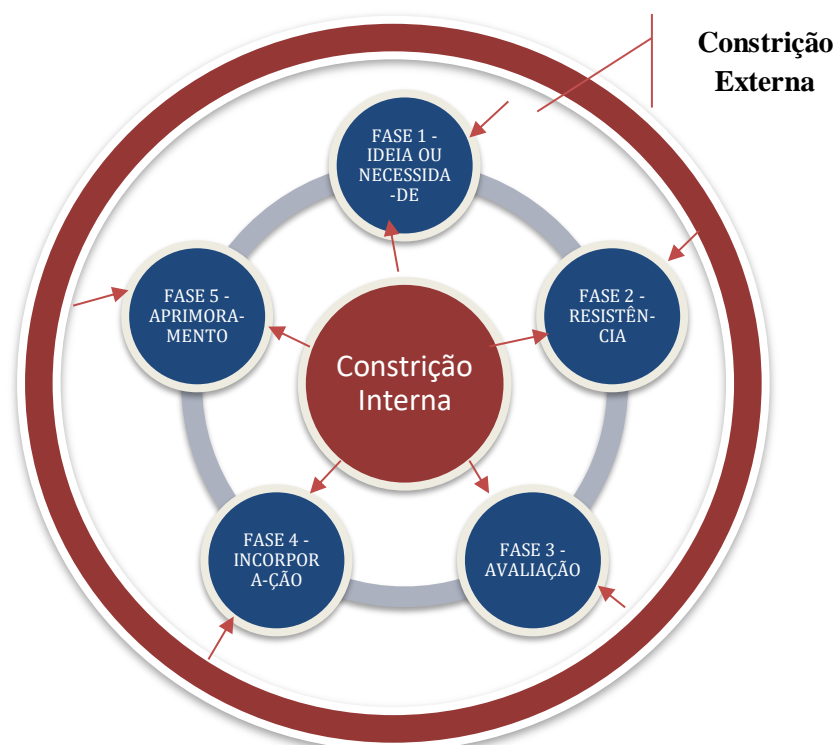 Constrição
Externa
FASE 1 -
IDEIA OU
NECESSIDA
-DE
FASE 2 -
RESISTÊN-
CIA
FASE 3 -
AVALIAÇÃO
FASE 4 -
INCORPOR
A-ÇÃO
FASE 5 -
APRIMORA-
MENTO
Constrição
Interna